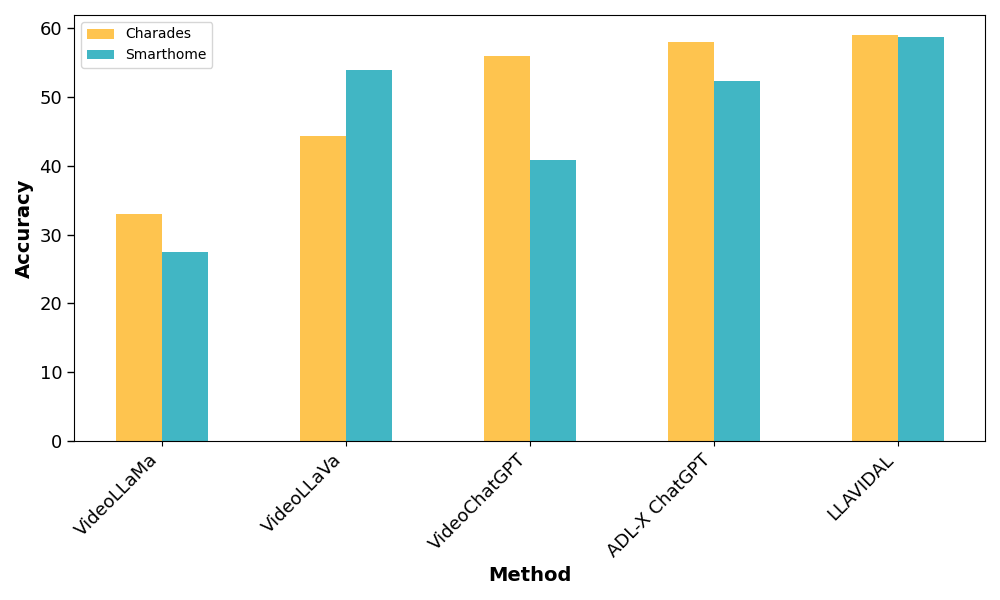 Charades
Smarthome
60
50
40
30
20
10
0
Accuracy
VideoLLaMa
VideoLLaVa
VideoChatGPT
ADL-X ChatGPT
LLAVIDAL
Method